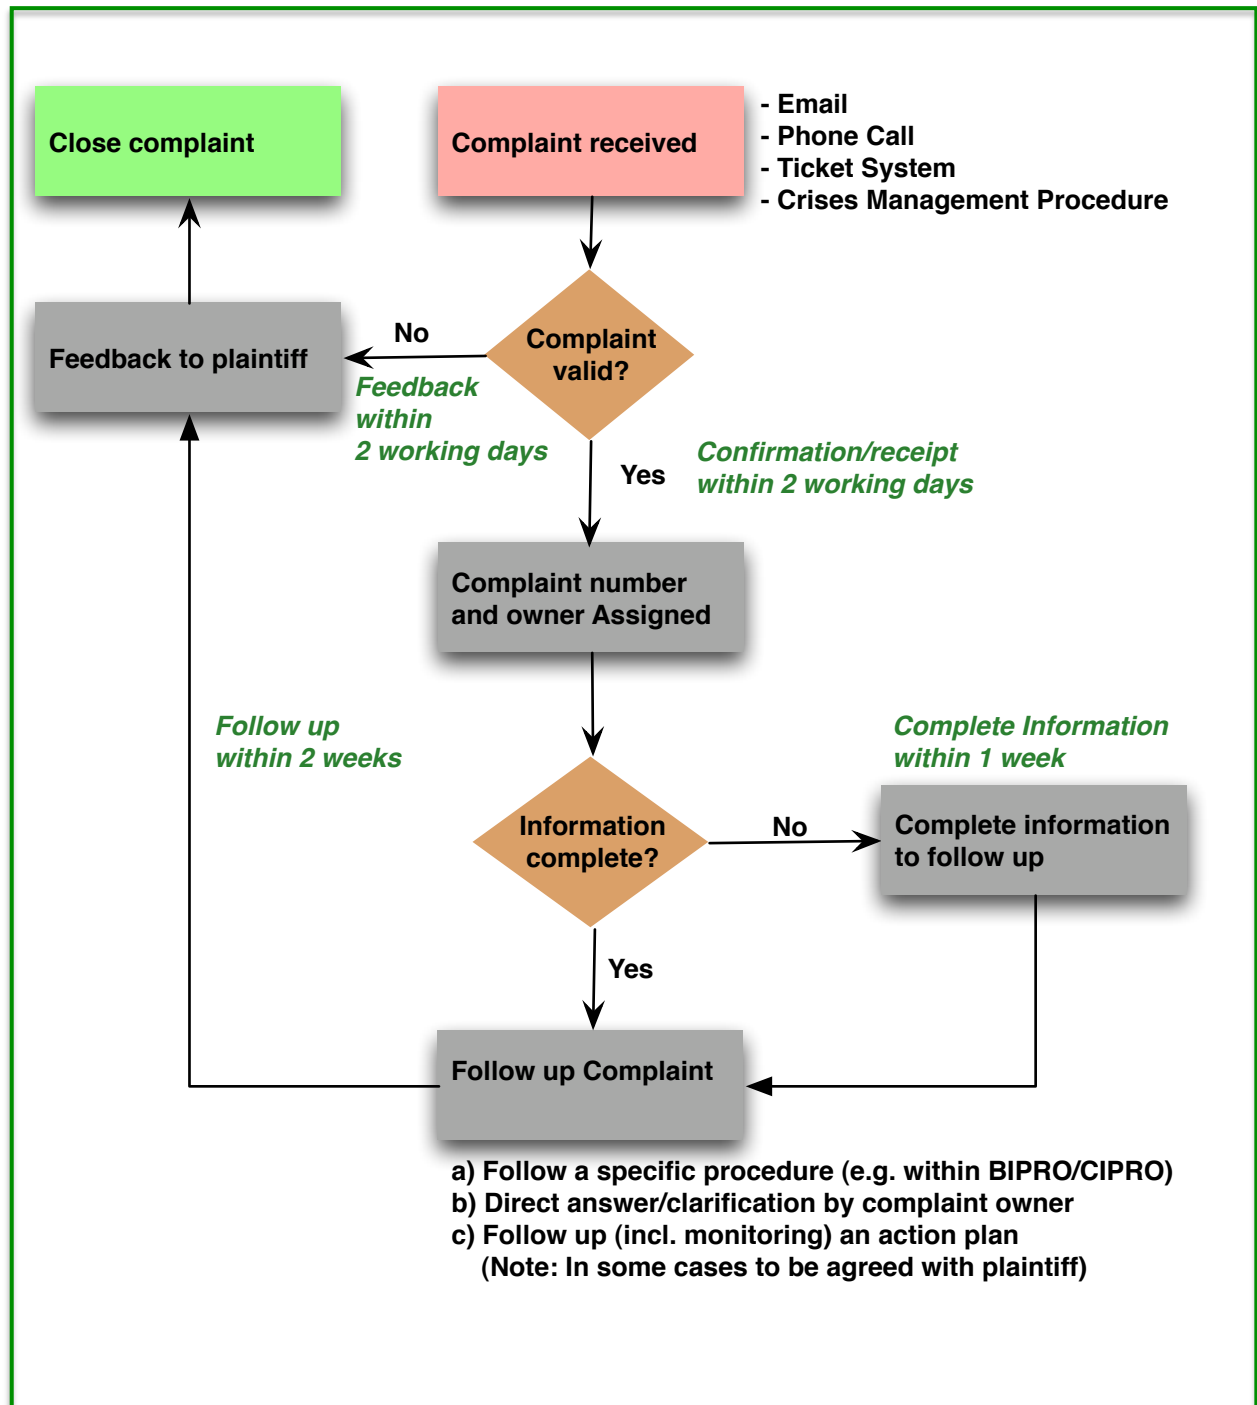 Close complaint
Complaint received
- Email
- Phone Call
- Ticket System
- Crises Management Procedure
Complaint
valid?
No
Feedback to plaintiff
Feedback
within
2 working days
Yes
Confirmation/receipt
within 2 working days
Complaint number
and owner Assigned
Follow up
within 2 weeks
Complete Information
within 1 week
Information
complete?
No
Complete information
to follow up
Yes
Follow up Complaint
a) Follow a specific procedure (e.g. within BIPRO/CIPRO)
b) Direct answer/clarification by complaint owner
c) Follow up (incl. monitoring) an action plan
(Note: In some cases to be agreed with plaintiff)